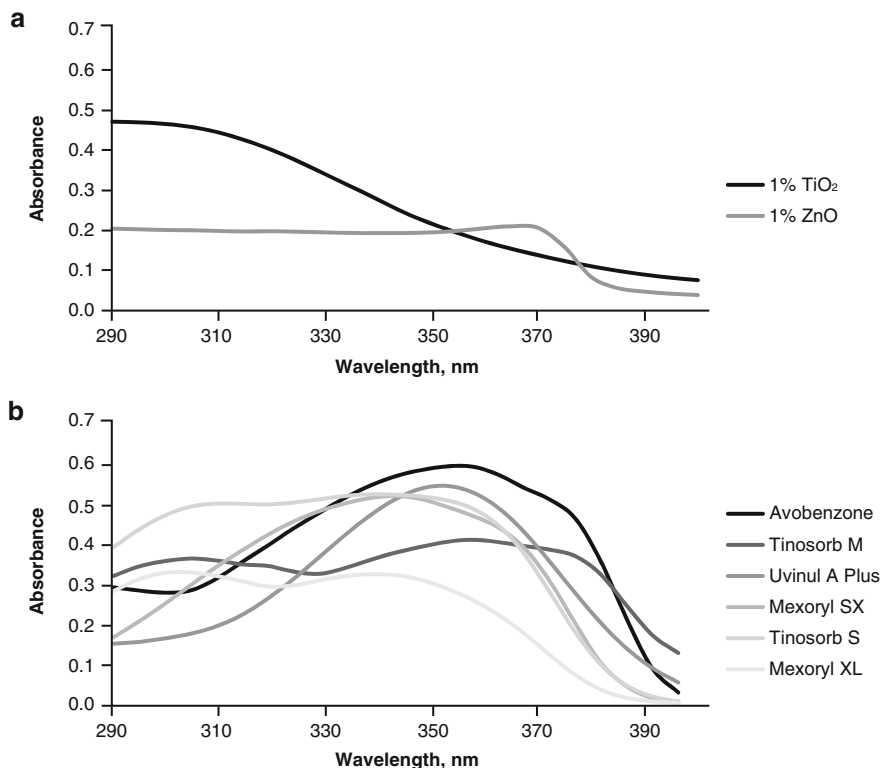 a
0.7
0.6
0.5
0.4
0.3
0.2
0.1
0.0
Absorbance
290 310 330 350 370 390
Wavelength, nm
1% TiO₂
1% ZnO
b
0.7
0.6
0.5
0.4
0.3
0.2
0.1
0.0
Absorbance
290 310 330 350 370 390
Wavelength, nm
Avobenzone
Tinosorb M
Uvinul A Plus
Mexoryl SX
Tinosorb S
Mexoryl XL